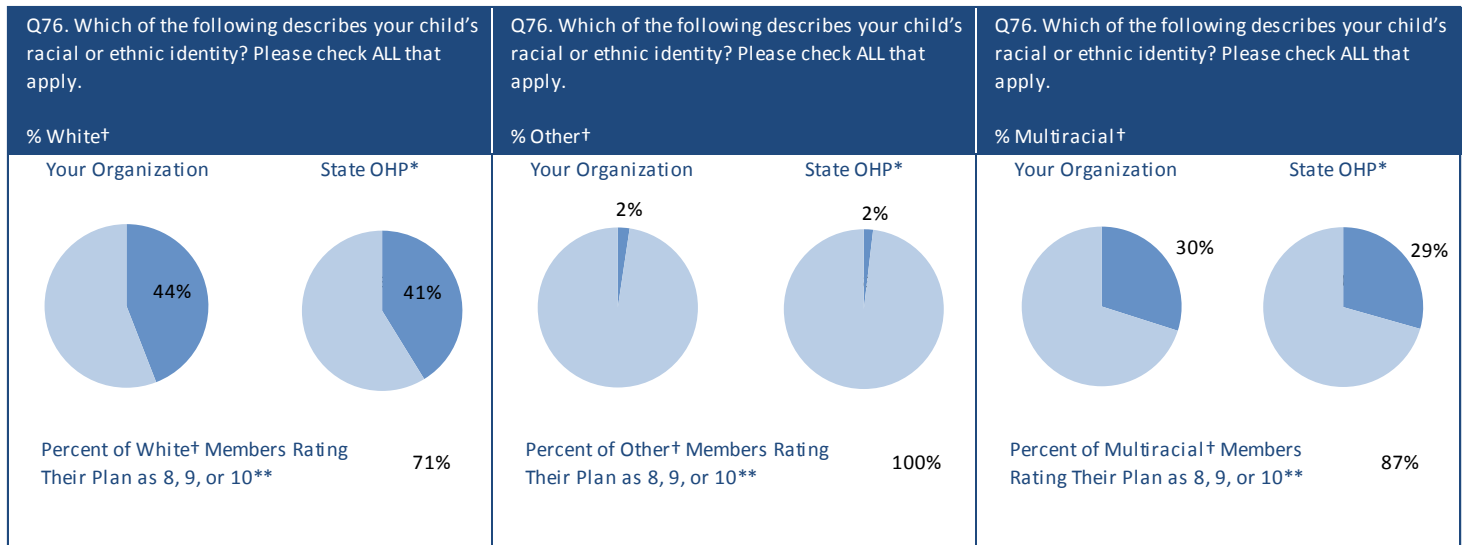 Q76. Which of the following describes your child's
racial or ethnic identity? Please check ALL that
apply.
% White†
Your Organization
State OHP*
44%
41%
Percent of White† Members Rating
Their Plan as 8, 9, or 10**
71%
Q76. Which of the following describes your child's
racial or ethnic identity? Please check ALL that
apply.
% Other†
Your Organization
State OHP*
2%
2%
Percent of Other† Members Rating
Their Plan as 8, 9, or 10**
100%
Q76. Which of the following describes your child's
racial or ethnic identity? Please check ALL that
apply.
% Multiracial†
Your Organization
State OHP*
30%
29%
Percent of Multiracial† Members
Rating Their Plan as 8, 9, or 10**
87%